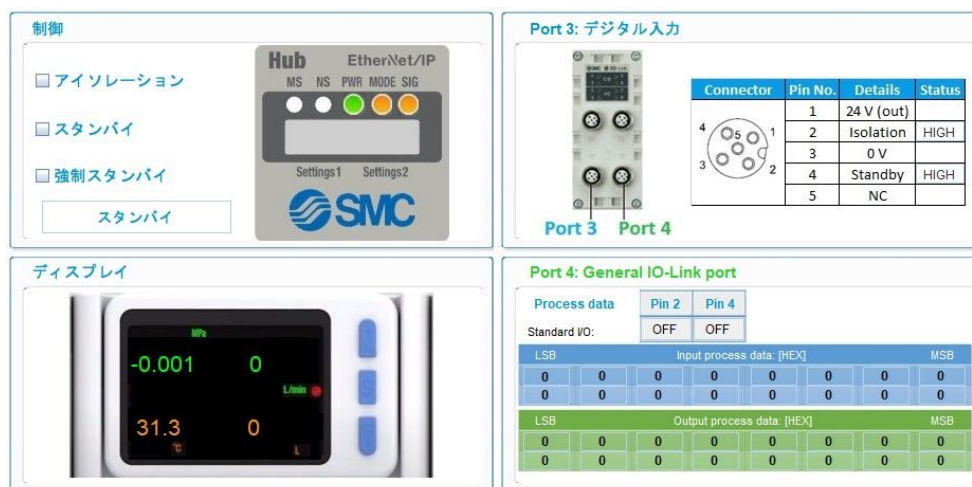 制御
アイソレーション
スタンバイ
強制スタンバイ
スタンバイ
Hub EtherNet/IP
MS NS PWR MODE SIG
Settings1 Settings2
SMC
Port 3: デジタル入力
Connector Pin No. Details Status
1 24 V (out)
2 Isolation HIGH
3 0 V
4 Standby HIGH
5 NC
4 5 1
3 2
Port 3 Port 4
ディスプレイ
MPa
-0.001 0
L/min
31.3 0
℃ L
Port 4: General IO-Link port
Process data Pin 2 Pin 4
Standard I/O: OFF OFF
LSB Input process data: [HEX] MSB
0 0 0 0 0 0 0 0
0 0 0 0 0 0 0 0
LSB Output process data: [HEX] MSB
0 0 0 0 0 0 0 0
0 0 0 0 0 0 0 0